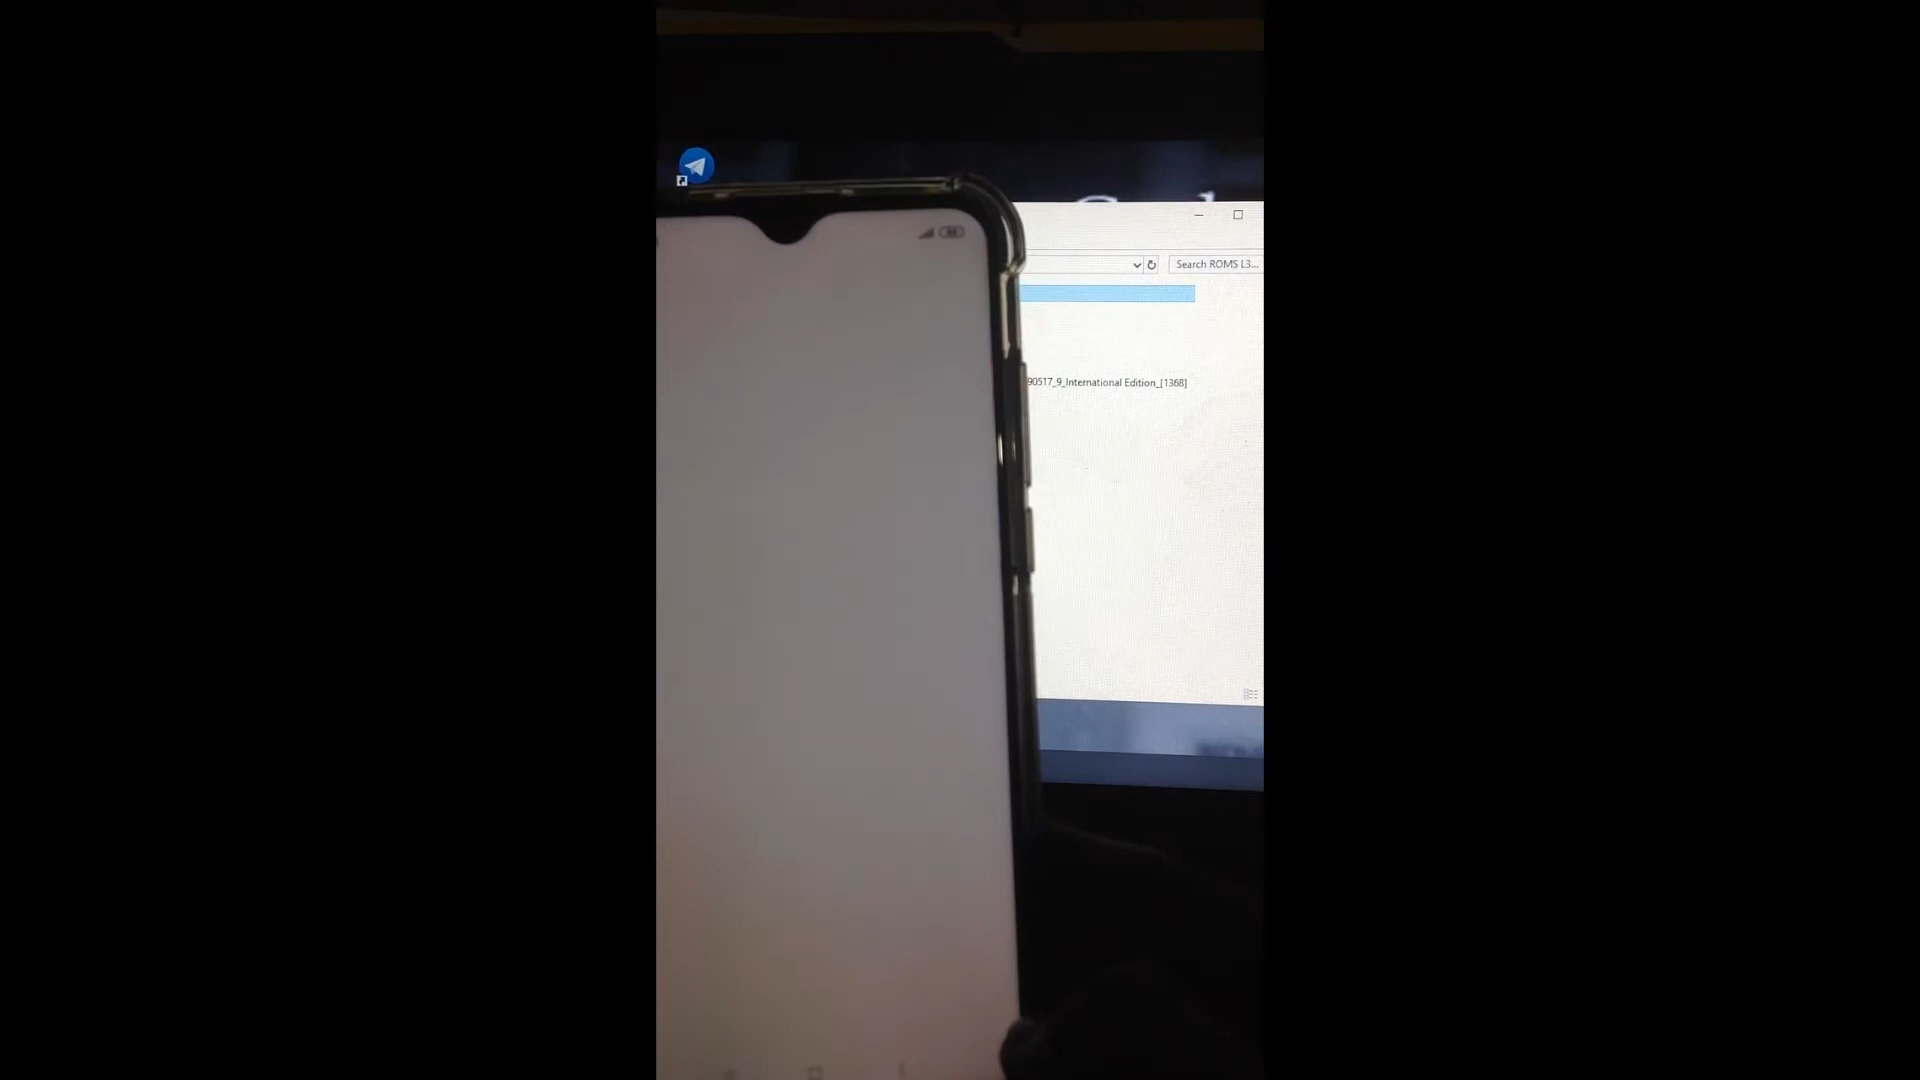 Search ROMS L3...
90517_9_International Edition_[1368]